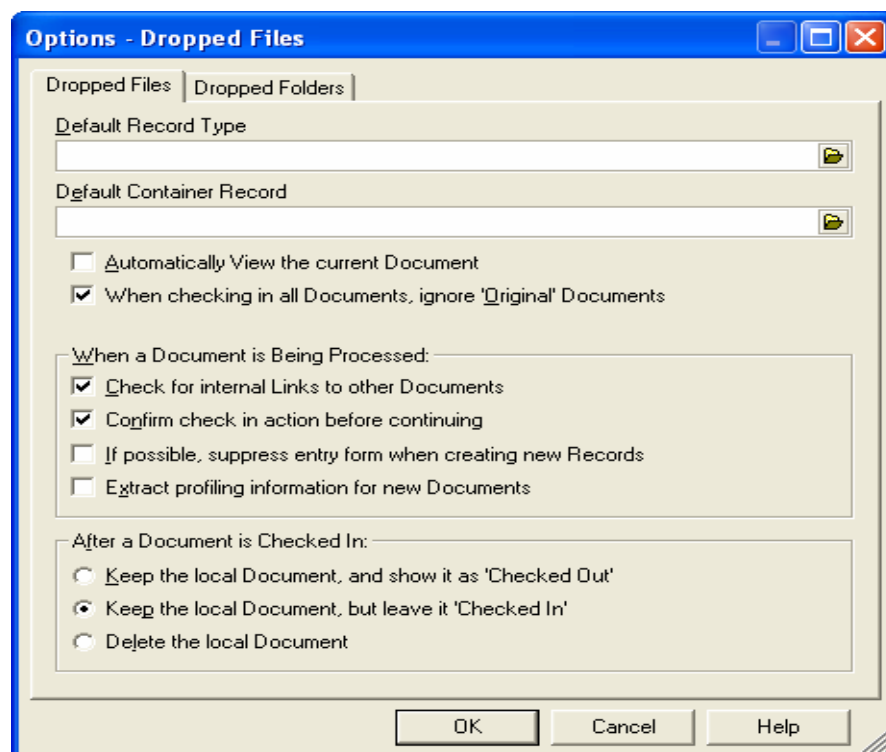 Options - Dropped Files
Dropped Files
Dropped Folders
Default Record Type
Default Container Record
Automatically View the current Document
When checking in all Documents, ignore 'Original' Documents
When a Document is Being Processed:
Check for internal Links to other Documents
Confirm check in action before continuing
If possible, suppress entry form when creating new Records
Extract profiling information for new Documents
After a Document is Checked In:
Keep the local Document, and show it as 'Checked Out'
Keep the local Document, but leave it 'Checked In'
Delete the local Document
OK
Cancel
Help